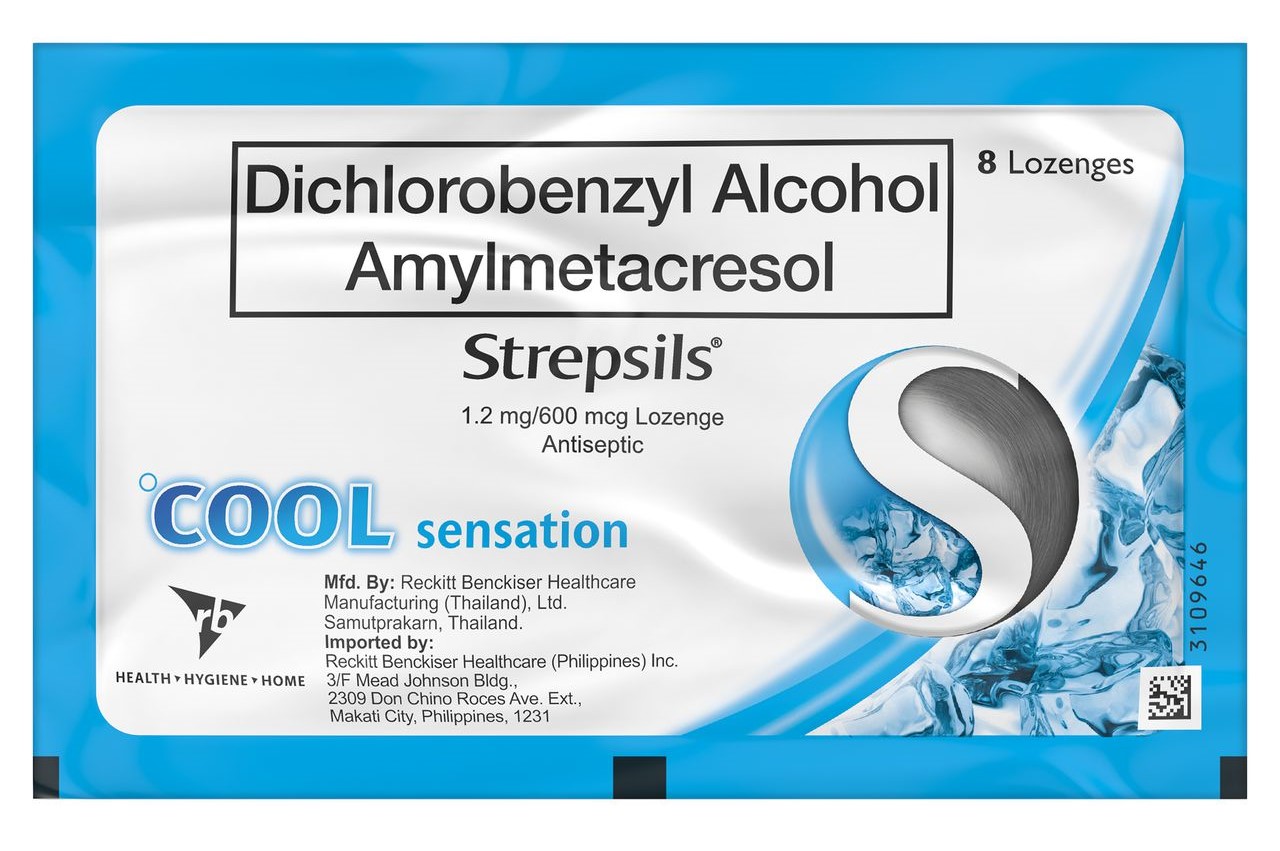 Dichlorobenzyl Alcohol
Amylmetacresol
8 Lozenges
Strepsils®
1.2 mg/600 mcg Lozenge
Antiseptic
°COOL sensation
rb
HEALTH ▾ HYGIENE ▾ HOME
Mfd. By: Reckitt Benckiser Healthcare
Manufacturing (Thailand), Ltd.
Samutprakarn, Thailand.
Imported by:
Reckitt Benckiser Healthcare (Philippines) Inc.
3/F Mead Johnson Bldg.,
2309 Don Chino Roces Ave. Ext.,
Makati City, Philippines, 1231
3109646